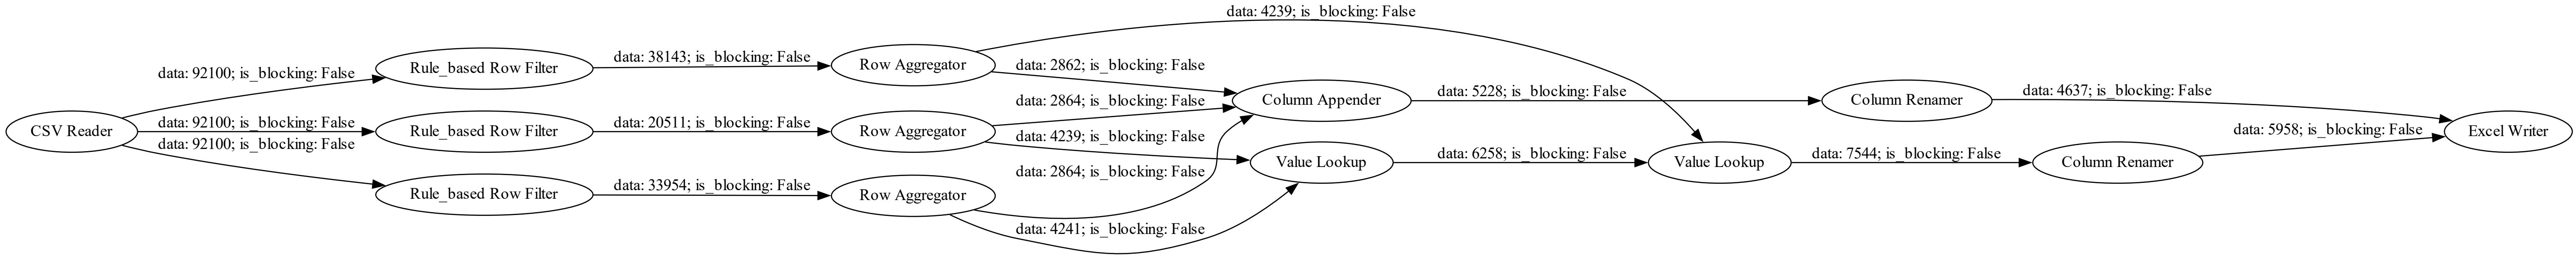 data: 4239; is_blocking: False
data: 92100; is_blocking: False
Rule_based Row Filter
data: 38143; is_blocking: False
Row Aggregator
data: 2862; is_blocking: False
CSV Reader
data: 92100; is_blocking: False
Rule_based Row Filter
data: 20511; is_blocking: False
Row Aggregator
data: 2864; is_blocking: False
data: 4239; is_blocking: False
Column Appender
data: 5228; is_blocking: False
Column Renamer
data: 4637; is_blocking: False
Excel Writer
data: 92100; is_blocking: False
Rule_based Row Filter
data: 33954; is_blocking: False
Row Aggregator
data: 2864; is_blocking: False
data: 4241; is_blocking: False
Value Lookup
data: 6258; is_blocking: False
Value Lookup
data: 7544; is_blocking: False
Column Renamer
data: 5958; is_blocking: False